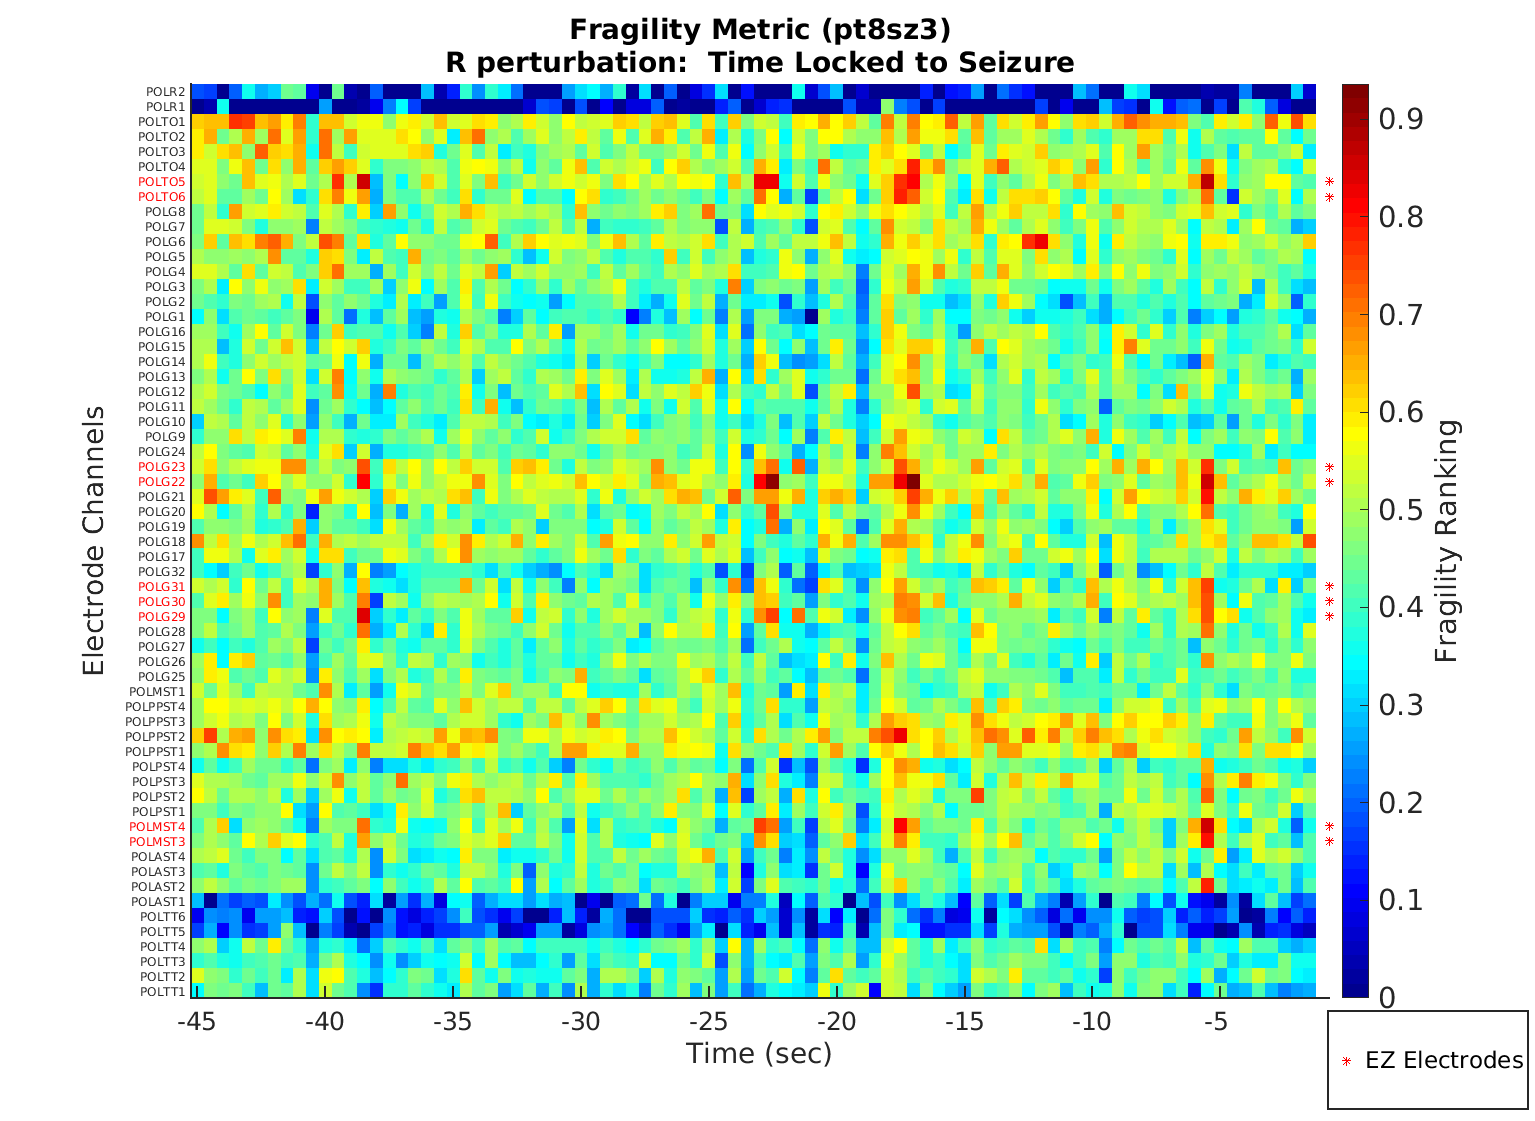 Fragility Metric (pt8sz3)
R perturbation:  Time Locked to Seizure
Electrode Channels
POLR2
POLR1
POLTO1
POLTO2
POLTO3
POLTO4
POLTO5
POLTO6
POLG8
POLG7
POLG6
POLG5
POLG4
POLG3
POLG2
POLG1
POLG16
POLG15
POLG14
POLG13
POLG12
POLG11
POLG10
POLG9
POLG24
POLG23
POLG22
POLG21
POLG20
POLG19
POLG18
POLG17
POLG32
POLG31
POLG30
POLG29
POLG28
POLG27
POLG26
POLG25
POLMST1
POLPPST4
POLPPST3
POLPPST2
POLPPST1
POLPST4
POLPST3
POLPST2
POLPST1
POLMST4
POLMST3
POLAST4
POLAST3
POLAST2
POLAST1
POLTT6
POLTT5
POLTT4
POLTT3
POLTT2
POLTT1
-45 -40 -35 -30 -25 -20 -15 -10 -5
Time (sec)
0.9
0.8
0.7
0.6
0.5
0.4
0.3
0.2
0.1
0
Fragility Ranking
EZ Electrodes